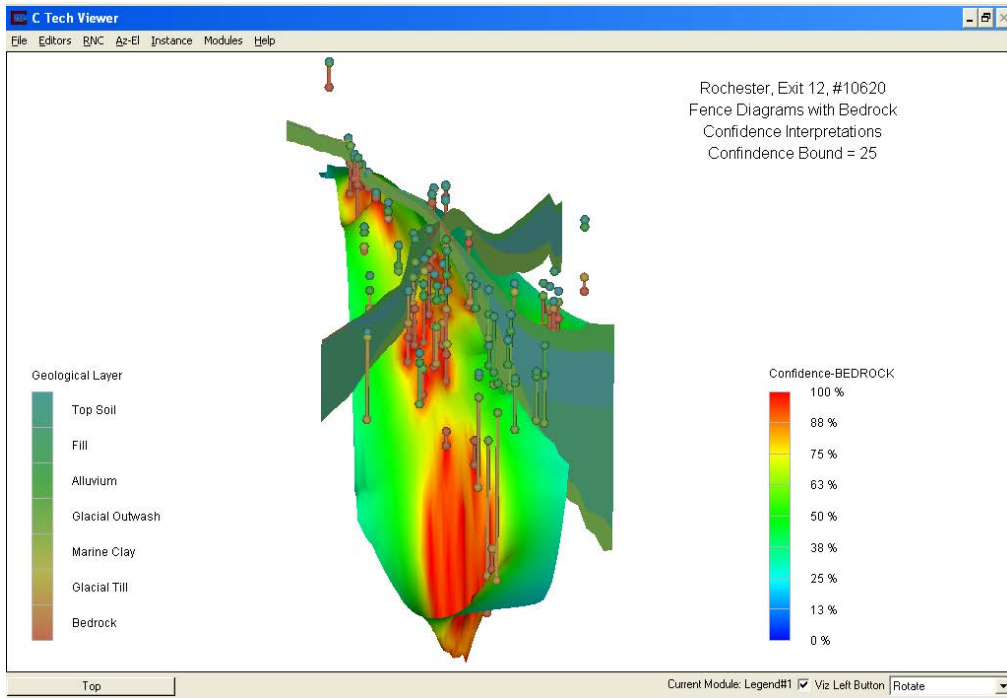 C Tech Viewer
File Editors RNC Az-El Instance Modules Help
Rochester, Exit 12, #10620
Fence Diagrams with Bedrock
Confidence Interpretations
Confindence Bound = 25
Geological Layer
Top Soil
Fill
Alluvium
Glacial Outwash
Marine Clay
Glacial Till
Bedrock
Confidence-BEDROCK
100 %
88 %
75 %
63 %
50 %
38 %
25 %
13 %
0 %
Top
Current Module: Legend#1 Viz Left Button Rotate